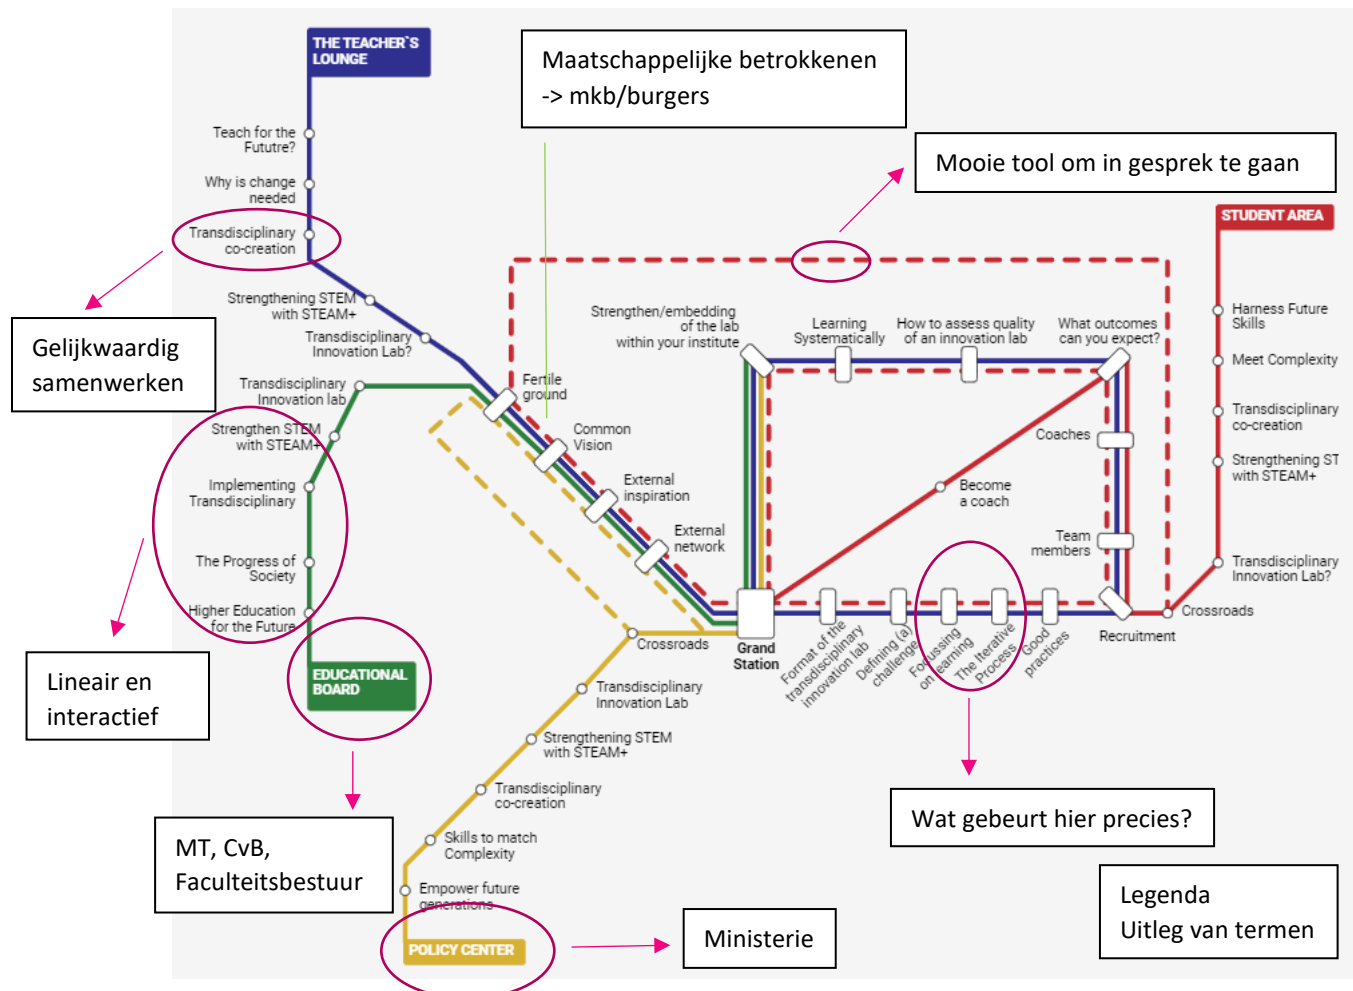 THE TEACHER`S
LOUNGE
Maatschappelijke betrokkenen
-> mkb/burgers
Teach for the
Fututre?
Mooie tool om in gesprek te gaan
Why is change
needed
STUDENT AREA
Transdisciplinary
co-creation
Strengthening STEM
with STEAM+
Transdisciplinary
Innovation Lab?
Gelijkwaardig
samenwerken
Strengthen/embedding
of the lab
within your institute
Learning
Systematically
How to assess quality
of an innovation lab
What outcomes
can you expect?
Harness Future
Skills
Meet Complexity
Transdisciplinary
co-creation
Strengthening ST
with STEAM+
Transdisciplinary
Innovation Lab?
Crossroads
Transdisciplinary
Innovation lab
Strengthen STEM
with STEAM+
Implementing
Transdisciplinary
The Progress of
Society
Higher Education
for the Future
EDUCATIONAL
BOARD
Fertile
ground
Common
Vision
External
inspiration
External
network
Coaches
Become
a coach
Team
members
Recruitment
Crossroads
Grand
Station
Format of the
transdisciplinary
innovation lab
Defining (a)
challenge
Focussing
on learning
The Iterative
Process
Good
practices
Lineair en
interactief
Transdisciplinary
Innovation Lab
Strengthening STEM
with STEAM+
Transdisciplinary
co-creation
Skills to match
Complexity
Empower future
generations
POLICY CENTER
MT, CvB,
Faculteitsbestuur
Wat gebeurt hier precies?
Ministerie
Legenda
Uitleg van termen